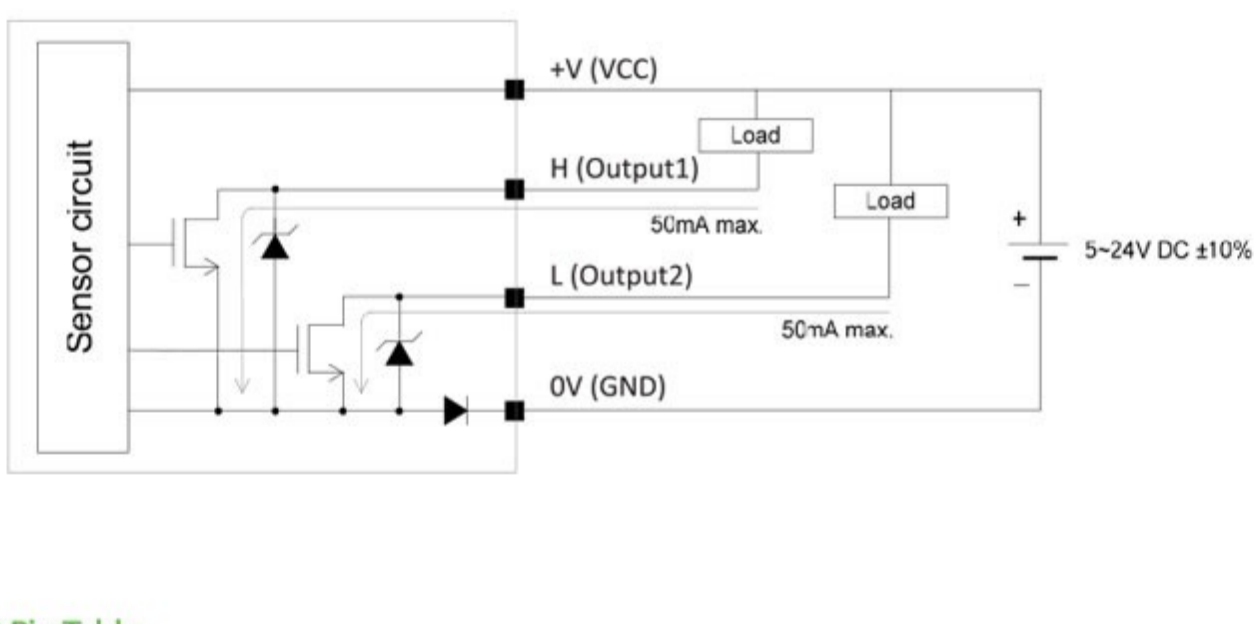 +V (VCC)
Load
H (Output1)
Load
50mA max.
Sensor circuit
+
5~24V DC ±10%
L (Output2)
−
50mA max.
0V (GND)